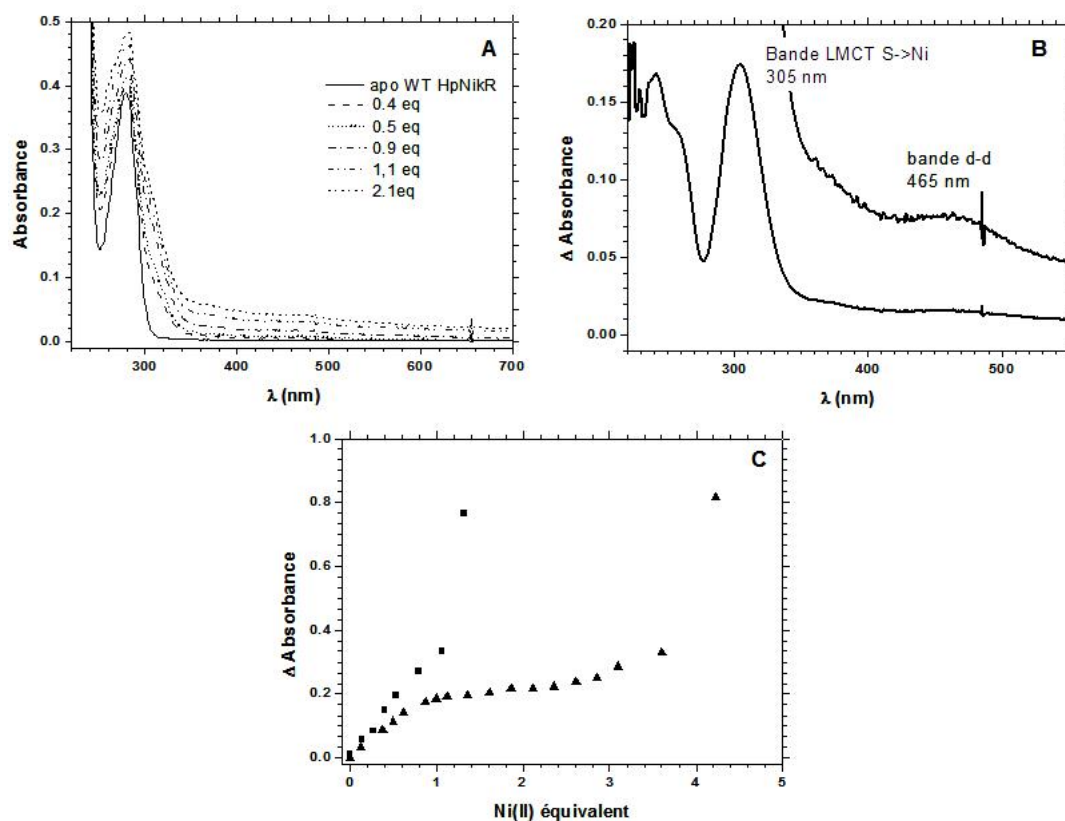 A
0.5
0.4
0.3
0.2
0.1
0.0
Absorbance
apo WT HpNikR
0.4 eq
0.5 eq
0.9 eq
1,1 eq
2.1eq
300 400 500 600 700
λ (nm)
B
0.20
0.15
0.10
0.05
0.00
Δ Absorbance
Bande LMCT S->Ni
305 nm
bande d-d
465 nm
300 400 500
λ (nm)
C
1.0
0.8
0.6
0.4
0.2
0.0
Δ Absorbance
0 1 2 3 4 5
Ni(II) équivalent